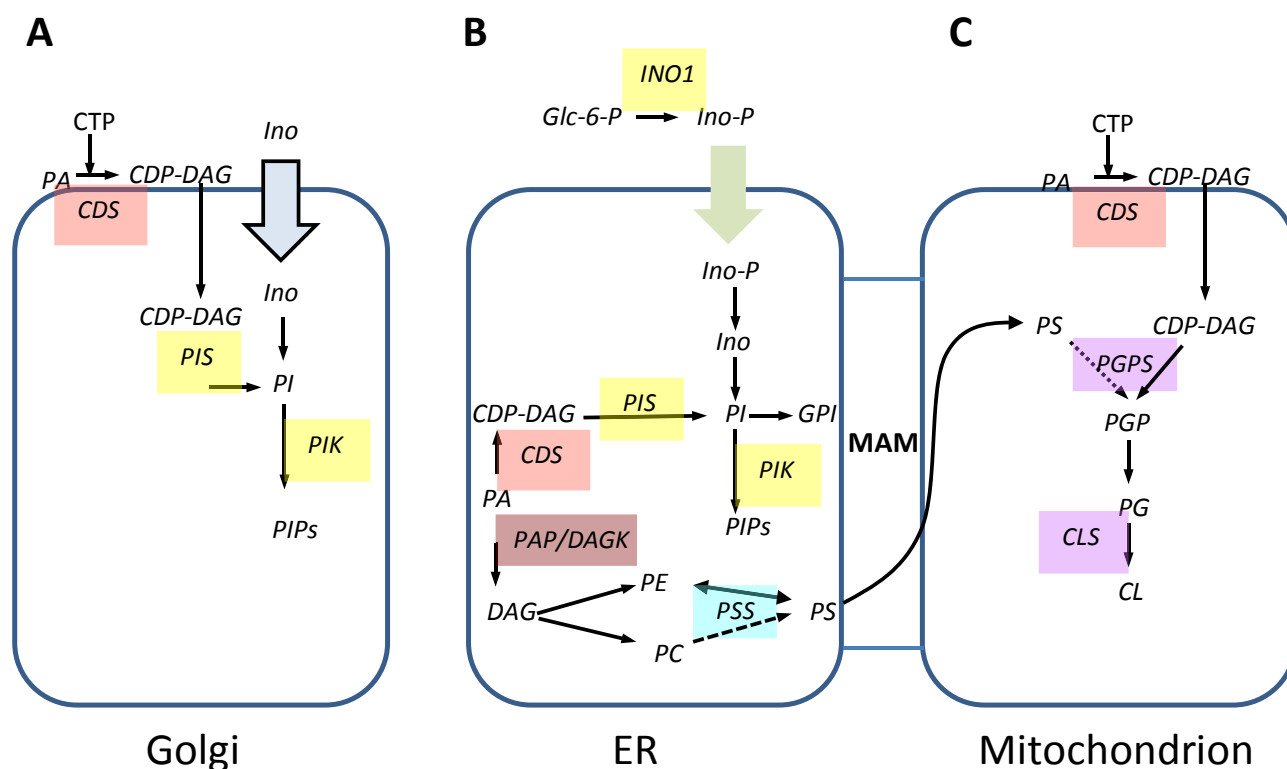 A
CTP
Ino
PA
CDP-DAG
CDS
Ino
CDP-DAG
PIS
PI
PIK
PIPs
Golgi
B
INO1
Glc-6-P
Ino-P
Ino-P
Ino
CDP-DAG
PIS
PI
GPI
CDS
PIK
PA
PIPs
PAP/DAGK
PE
DAG
PSS
PS
PC
ER
MAM
C
CTP
PA
CDP-DAG
CDS
PS
CDP-DAG
PGPS
PGP
PG
CLS
CL
Mitochondrion